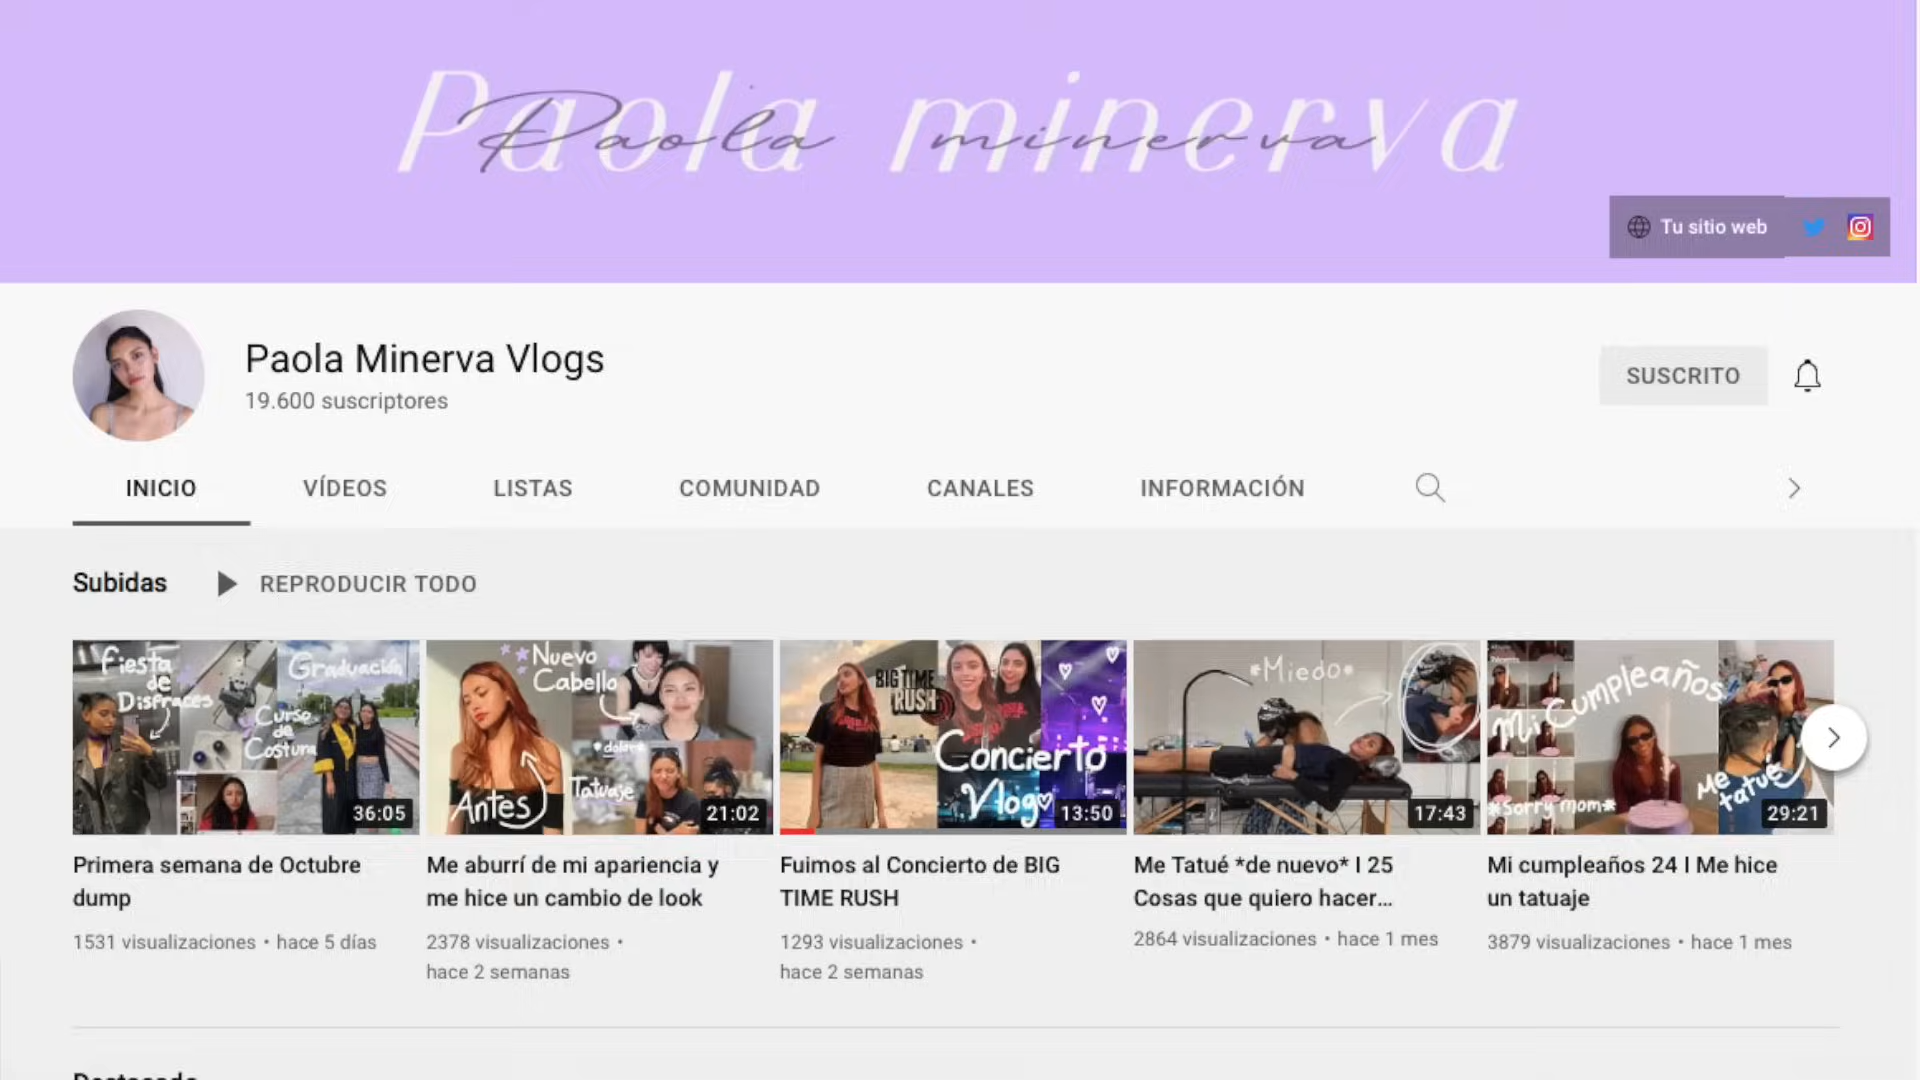 Paola minerva
Paola minerva
Tu sitio web
Paola Minerva Vlogs
19.600 suscriptores
SUSCRITO
INICIO
VÍDEOS
LISTAS
COMUNIDAD
CANALES
INFORMACIÓN
Subidas
REPRODUCIR TODO
Fiesta
de
Disfraces
Curso
de
Costura
Graduación
36:05
Nuevo
Cabello
Antes
*dolor*
Tatuaje
21:02
BIG TIME
RUSH
Concierto
Vlog
13:50
*Miedo*
17:43
Mi Cumpleaños
Me
tatué
*Sorry mom*
29:21
Primera semana de Octubre
dump
1531 visualizaciones • hace 5 días
Me aburrí de mi apariencia y
me hice un cambio de look
2378 visualizaciones •
hace 2 semanas
Fuimos al Concierto de BIG
TIME RUSH
1293 visualizaciones •
hace 2 semanas
Me Tatué *de nuevo* I 25
Cosas que quiero hacer...
2864 visualizaciones • hace 1 mes
Mi cumpleaños 24 I Me hice
un tatuaje
3879 visualizaciones • hace 1 mes